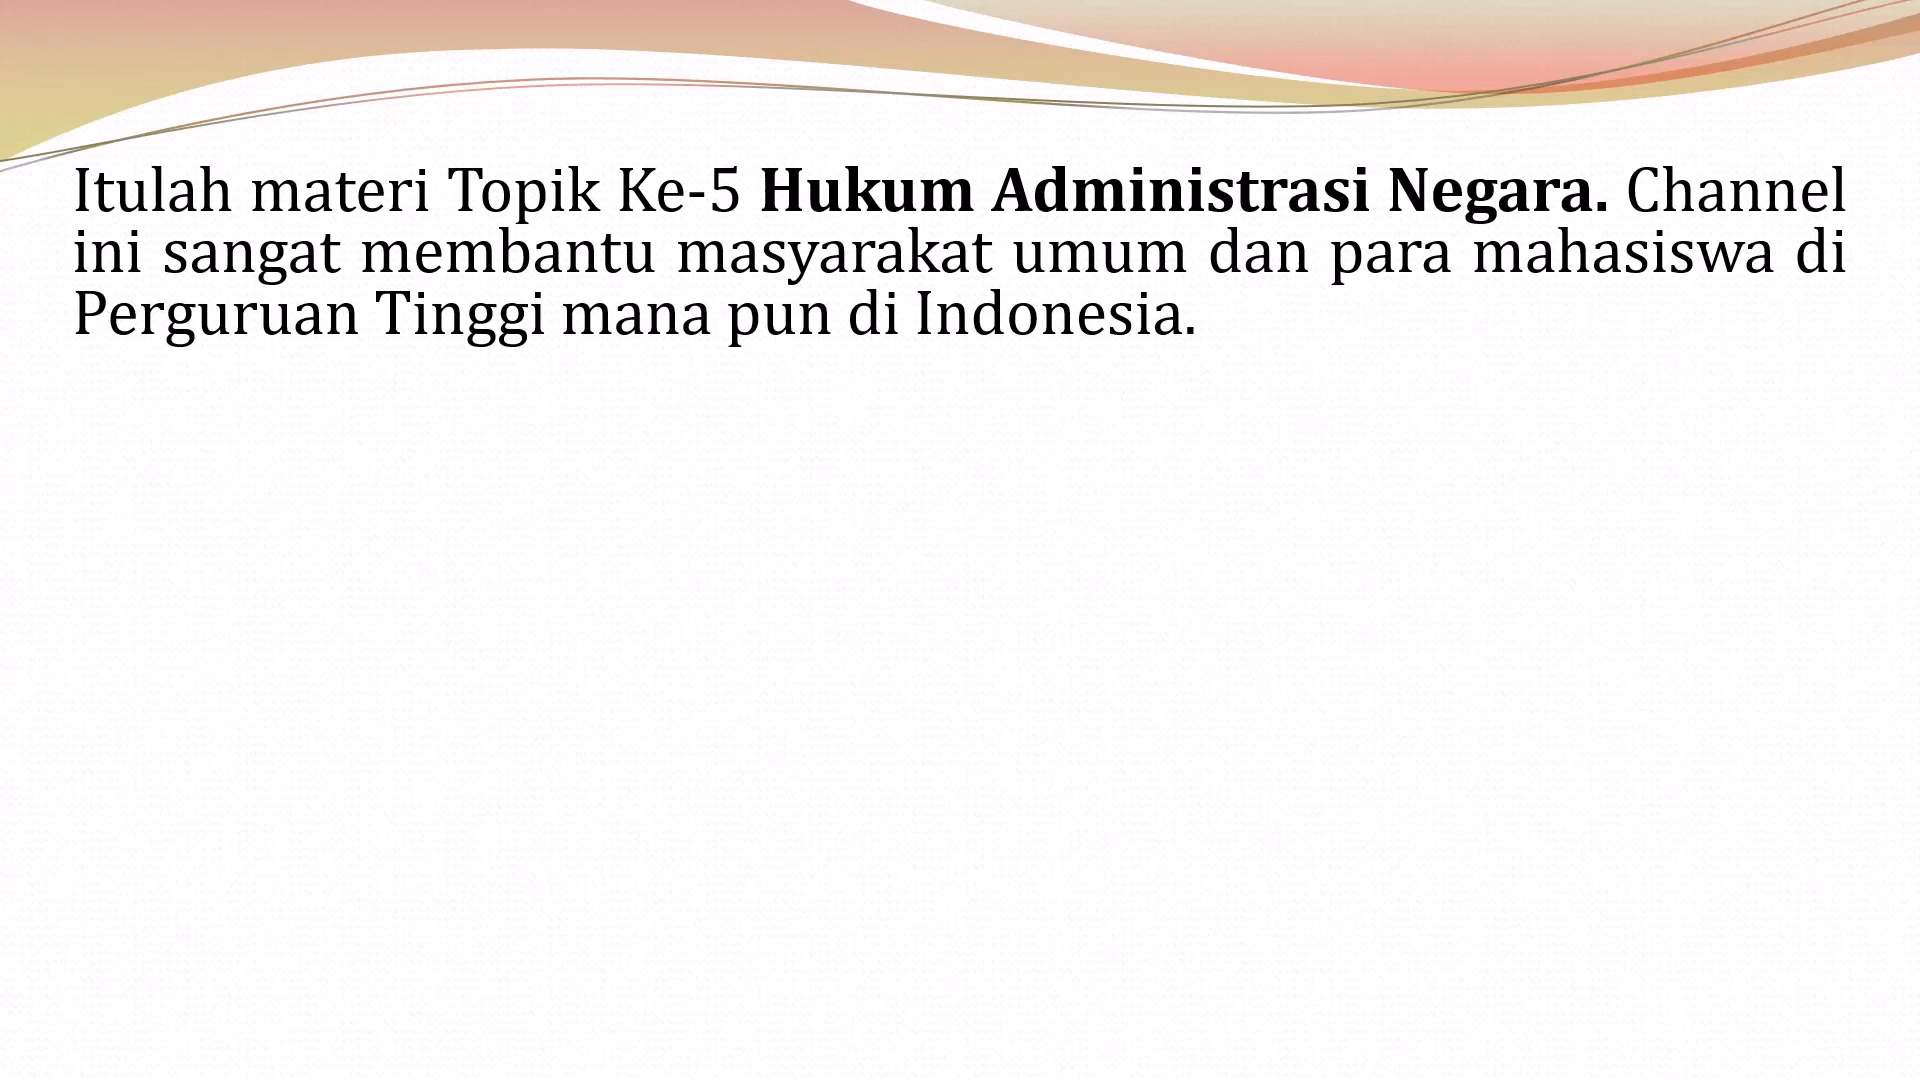 Itulah materi Topik Ke-5 Hukum Administrasi Negara. Channel
ini sangat membantu masyarakat umum dan para mahasiswa di
Perguruan Tinggi mana pun di Indonesia.